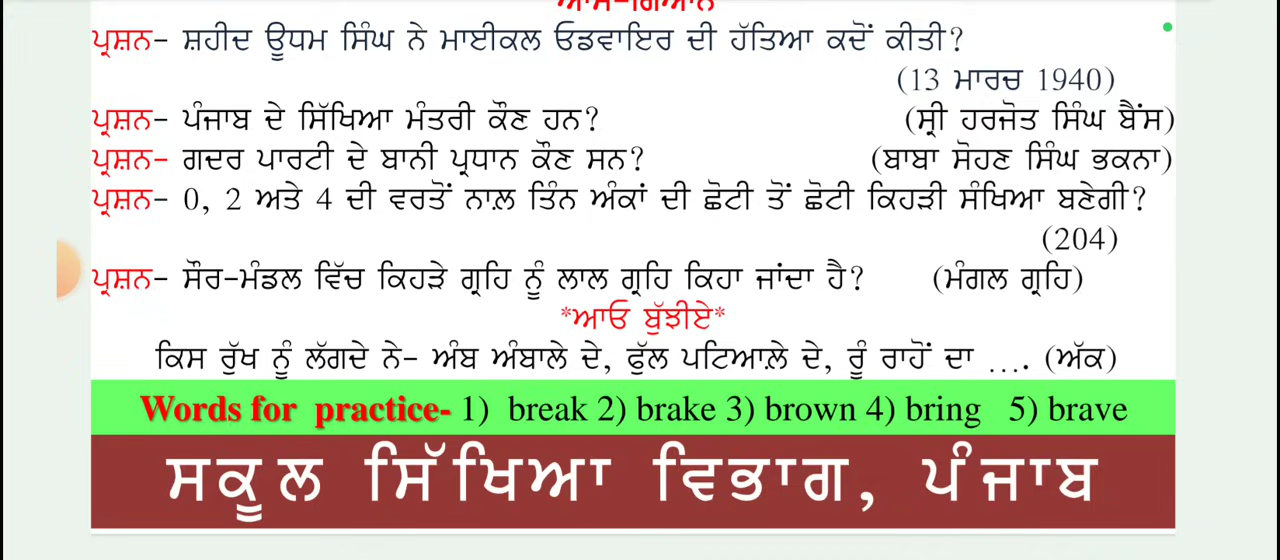 ਪ੍ਰਸ਼ਨ- ਸ਼ਹੀਦ ਊਧਮ ਸਿੰਘ ਨੇ ਮਾਈਕਲ ਓਡਵਾਇਰ ਦੀ ਹੱਤਿਆ ਕਦੋਂ ਕੀਤੀ?
(13 ਮਾਰਚ 1940)
ਪ੍ਰਸ਼ਨ- ਪੰਜਾਬ ਦੇ ਸਿੱਖਿਆ ਮੰਤਰੀ ਕੌਣ ਹਨ? (ਸ੍ਰੀ ਹਰਜੋਤ ਸਿੰਘ ਬੈਂਸ)
ਪ੍ਰਸ਼ਨ- ਗਦਰ ਪਾਰਟੀ ਦੇ ਬਾਨੀ ਪ੍ਰਧਾਨ ਕੌਣ ਸਨ? (ਬਾਬਾ ਸੋਹਣ ਸਿੰਘ ਭਕਨਾ)
ਪ੍ਰਸ਼ਨ- 0, 2 ਅਤੇ 4 ਦੀ ਵਰਤੋਂ ਨਾਲ਼ ਤਿੰਨ ਅੰਕਾਂ ਦੀ ਛੋਟੀ ਤੋਂ ਛੋਟੀ ਕਿਹੜੀ ਸੰਖਿਆ ਬਣੇਗੀ?
(204)
ਪ੍ਰਸ਼ਨ- ਸੌਰ-ਮੰਡਲ ਵਿੱਚ ਕਿਹੜੇ ਗ੍ਰਹਿ ਨੂੰ ਲਾਲ ਗ੍ਰਹਿ ਕਿਹਾ ਜਾਂਦਾ ਹੈ? (ਮੰਗਲ ਗ੍ਰਹਿ)
*ਆਓ ਬੁੱਝੀਏ*
ਕਿਸ ਰੁੱਖ ਨੂੰ ਲੱਗਦੇ ਨੇ- ਅੰਬ ਅੰਬਾਲੇ ਦੇ, ਫੁੱਲ ਪਟਿਆਲ਼ੇ ਦੇ, ਰੂੰ ਰਾਹੋਂ ਦਾ .... (ਅੱਕ)
Words for practice- 1) break 2) brake 3) brown 4) bring 5) brave
ਸਕੂਲ ਸਿੱਖਿਆ ਵਿਭਾਗ, ਪੰਜਾਬ